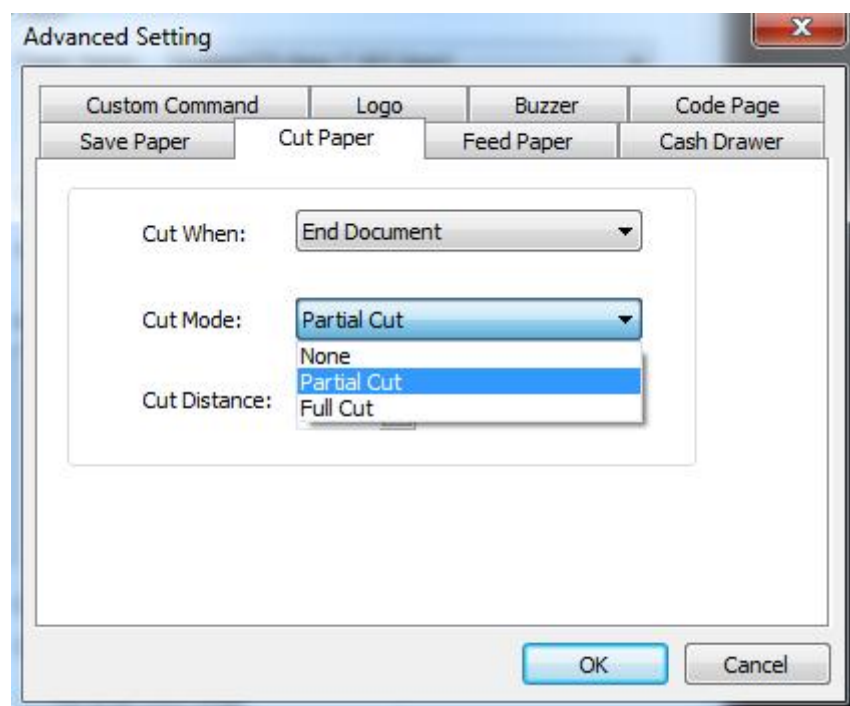 Advanced Setting
Custom Command Logo Buzzer Code Page
Save Paper Cut Paper Feed Paper Cash Drawer
Cut When: End Document
Cut Mode: Partial Cut
None
Partial Cut
Cut Distance: Full Cut
OK Cancel